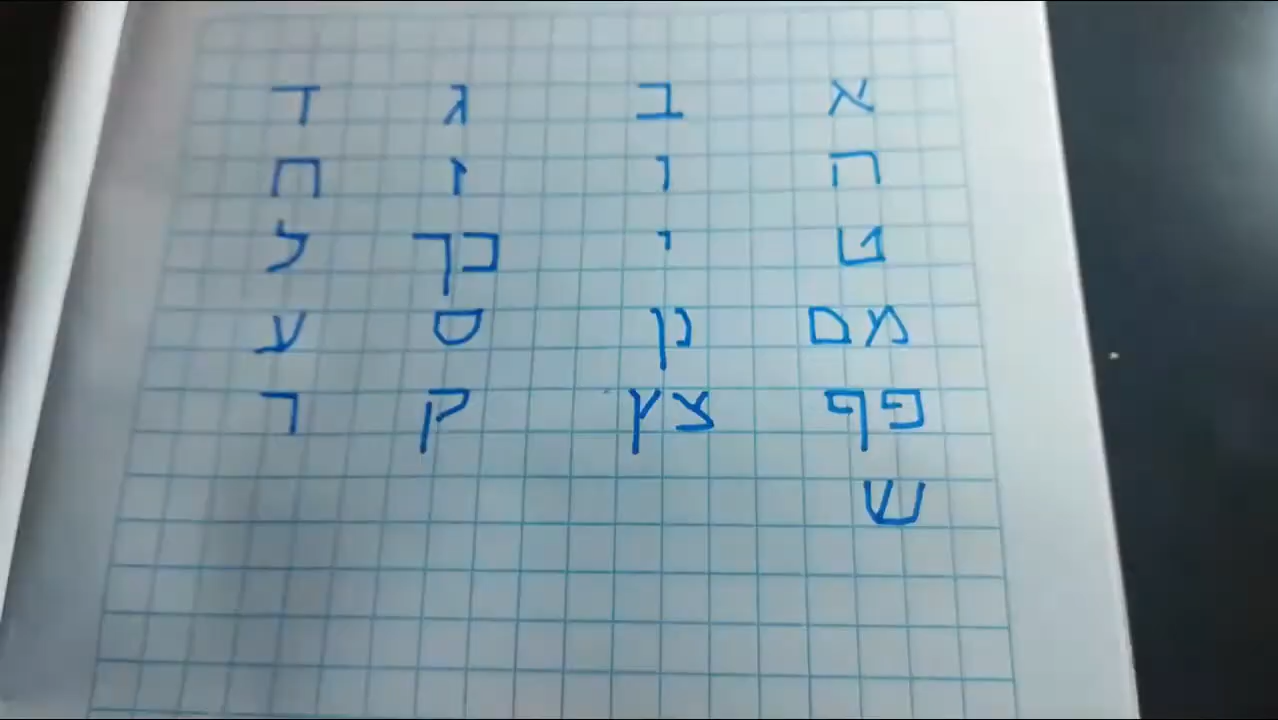 א ב ג ד
ה ו ז ח
ט י כך ל
מם נן ס ע
פף צץ ק ר
ש